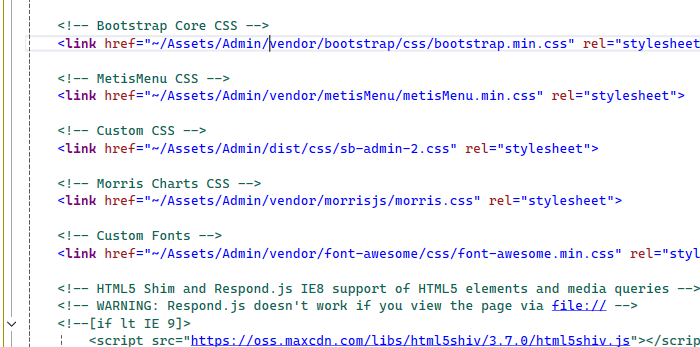 <!-- Bootstrap Core CSS -->
<link href="~/Assets/Admin/vendor/bootstrap/css/bootstrap.min.css" rel="stylesheet
<!-- MetisMenu CSS -->
<link href="~/Assets/Admin/vendor/metisMenu/metisMenu.min.css" rel="stylesheet">
<!-- Custom CSS -->
<link href="~/Assets/Admin/dist/css/sb-admin-2.css" rel="stylesheet">
<!-- Morris Charts CSS -->
<link href="~/Assets/Admin/vendor/morrisjs/morris.css" rel="stylesheet">
<!-- Custom Fonts -->
<link href="~/Assets/Admin/vendor/font-awesome/css/font-awesome.min.css" rel="styl
<!-- HTML5 Shim and Respond.js IE8 support of HTML5 elements and media queries -->
<!-- WARNING: Respond.js doesn't work if you view the page via file:// -->
<!--[if lt IE 9]>
<script src="https://oss.maxcdn.com/libs/html5shiv/3.7.0/html5shiv.js"></scrip